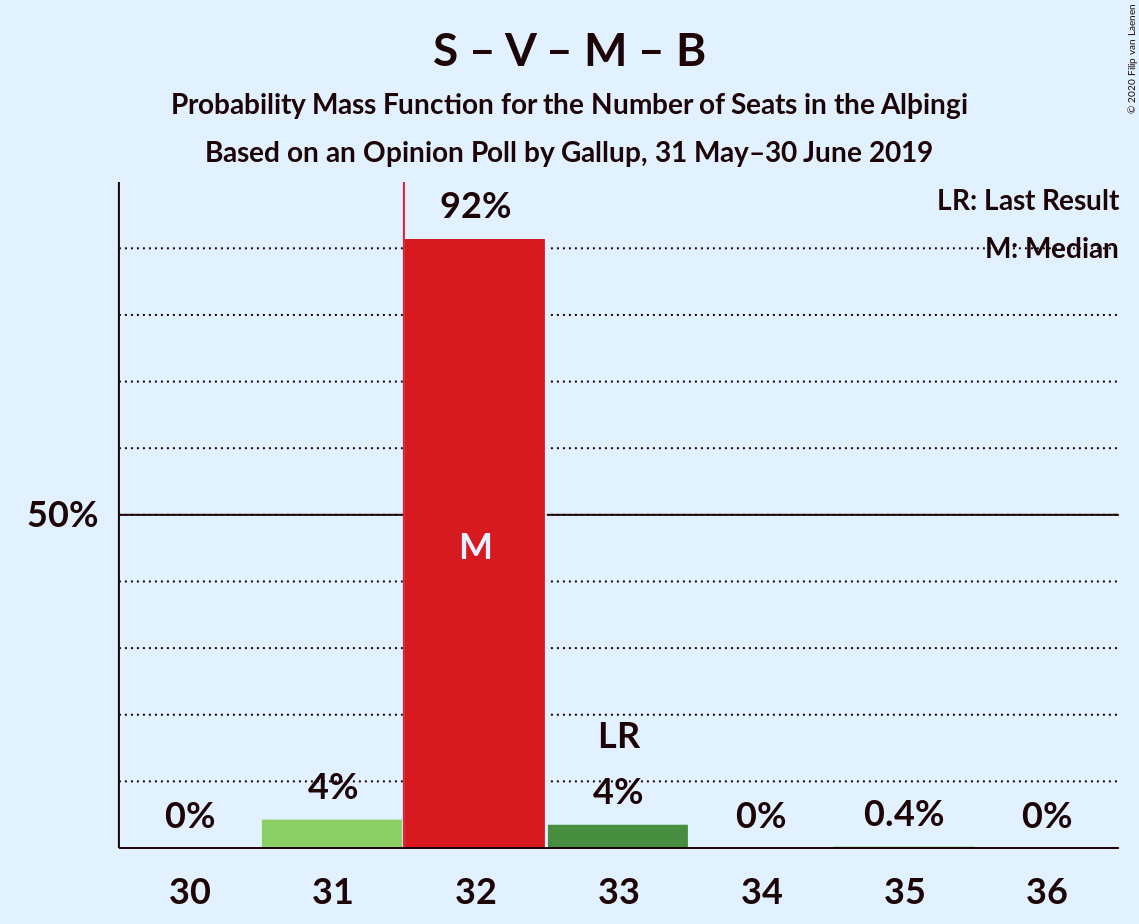 S – V – M – B
Probability Mass Function for the Number of Seats in the Alþingi
Based on an Opinion Poll by Gallup, 31 May–30 June 2019
© 2020 Filip van Laenen
LR: Last Result
M: Median
92%
50%
M
LR
0%
4%
4%
0%
0.4%
0%
30
31
32
33
34
35
36